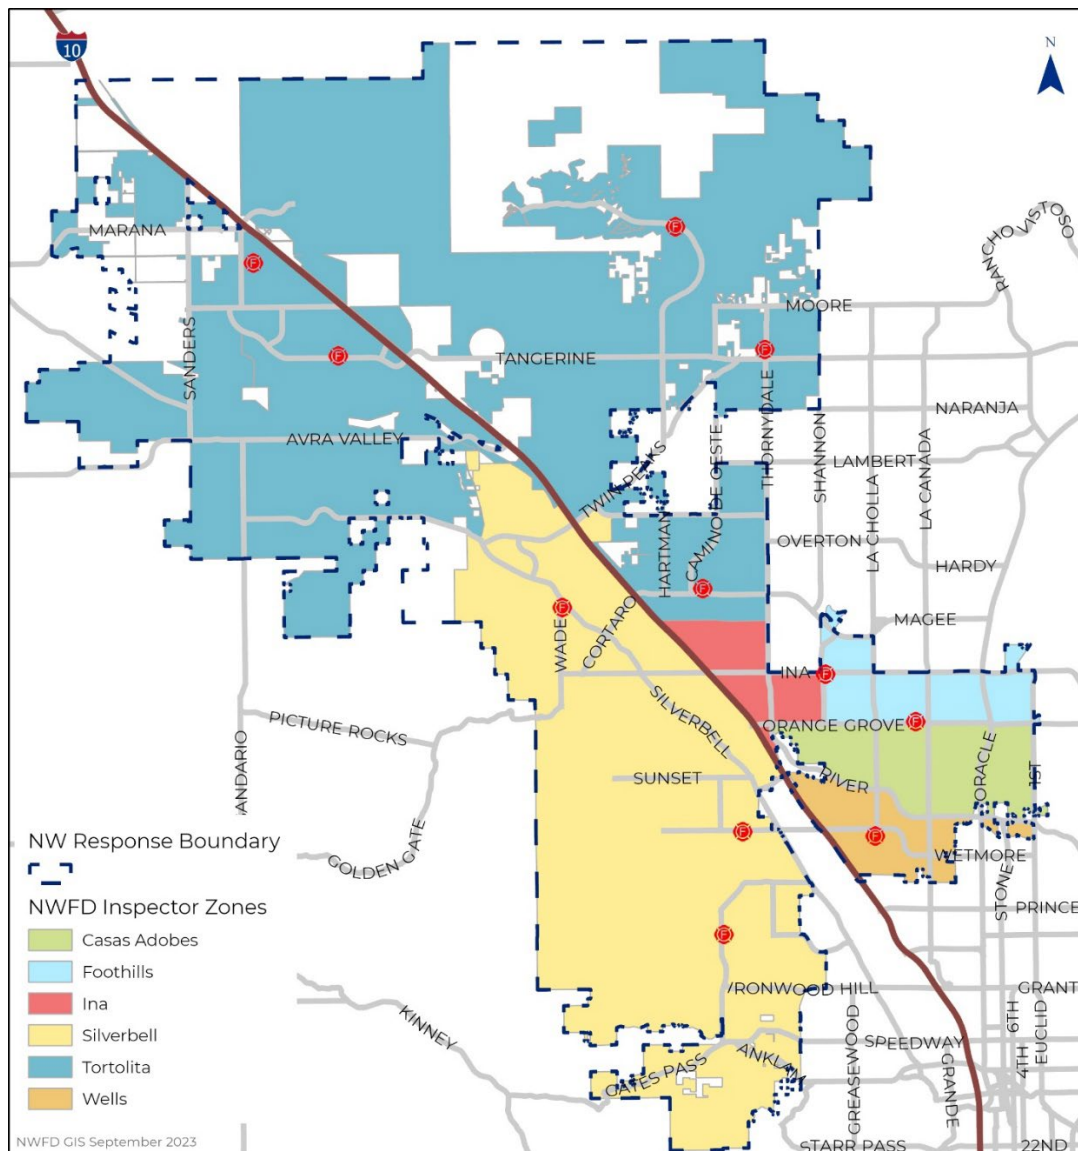 10
N
MARANA
RANCHO VISTOSO
MOORE
SANDERS
TANGERINE
THORNYDALE
NARANJA
AVRA VALLEY
CAMINO DE OESTE
SHANNON
LA CANADA
LAMBERT
TWIN PEAKS
LA CHOLLA
HARTMAN
OVERTON
HARDY
MAGEE
WADE
CORTARO
INA
SILVERBELL
PICTURE ROCKS
ORANGE GROVE
ORACLE
1ST
ANDARIO
SUNSET
RIVER
GOLDEN GATE
WETMORE
STONE
PRINCE
IRONWOOD HILL
GRANT
KINNEY
GREASEWOOD
SPEEDWAY
6TH
EUCLID
4TH
GATES PASS
ANKLAM
GRANDE
STARR PASS
22ND
F
F
F
F
F
F
F
F
F
F
F
NW Response Boundary
NWFD Inspector Zones
Casas Adobes
Foothills
Ina
Silverbell
Tortolita
Wells
NWFD GIS September 2023